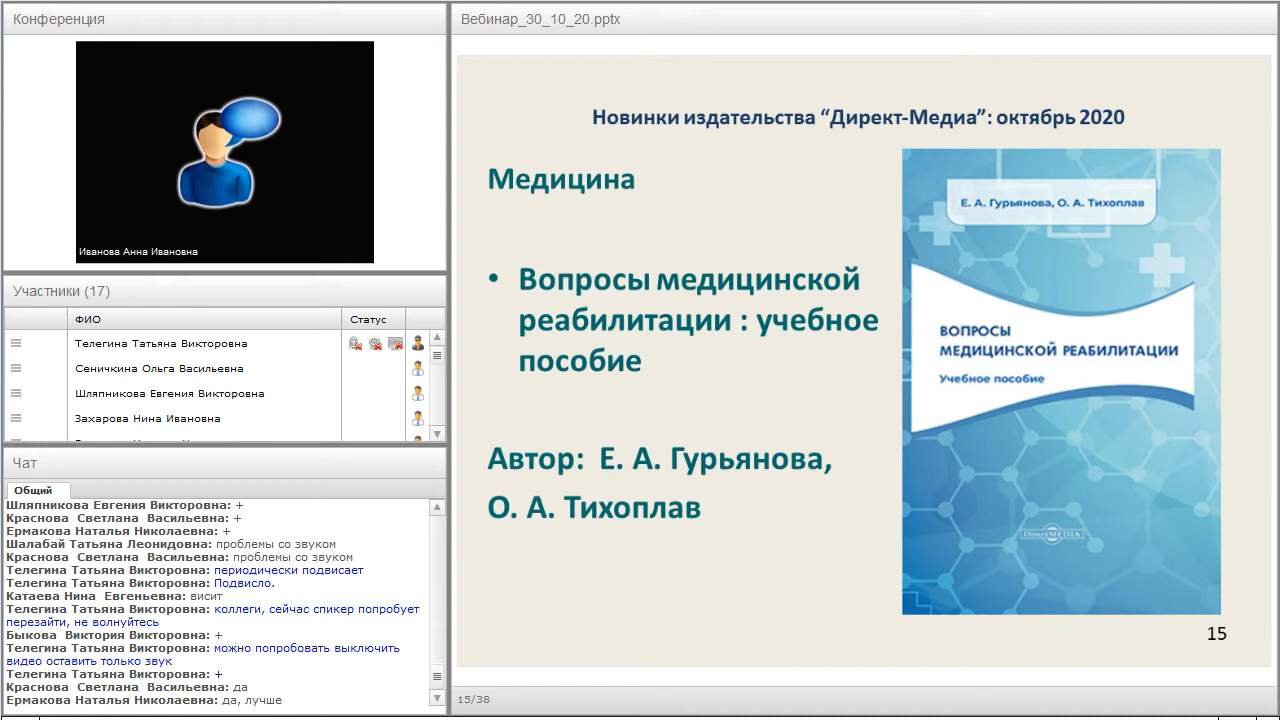 Конференция
Иванова Анна Ивановна
Участники (17)
ФИО Статус
Телегина Татьяна Викторовна
Сеничкина Ольга Васильевна
Шляпникова Евгения Викторовна
Захарова Нина Ивановна
Чат
Общий
Шляпникова Евгения Викторовна: +
Краснова Светлана Васильевна: +
Ермакова Наталья Николаевна: +
Шалабай Татьяна Леонидовна: проблемы со звуком
Краснова Светлана Васильевна: проблемы со звуком
Телегина Татьяна Викторовна: периодически подвисает
Телегина Татьяна Викторовна: Подвисло.
Катаева Нина Евгеньевна: висит
Телегина Татьяна Викторовна: коллеги, сейчас спикер попробует
перезайти, не волнуйтесь
Быкова Виктория Викторовна: +
Телегина Татьяна Викторовна: можно попробовать выключить
видео оставить только звук
Телегина Татьяна Викторовна: +
Краснова Светлана Васильевна: да
Ермакова Наталья Николаевна: да, лучше
Вебинар_30_10_20.pptx
Новинки издательства “Директ-Медиа”: октябрь 2020
Медицина
• Вопросы медицинской
реабилитации : учебное
пособие
Автор: Е. А. Гурьянова,
О. А. Тихоплав
Е. А. Гурьянова, О. А. Тихоплав
ВОПРОСЫ
МЕДИЦИНСКОЙ РЕАБИЛИТАЦИИ
Учебное пособие
DirectMEDIA
15
15/38